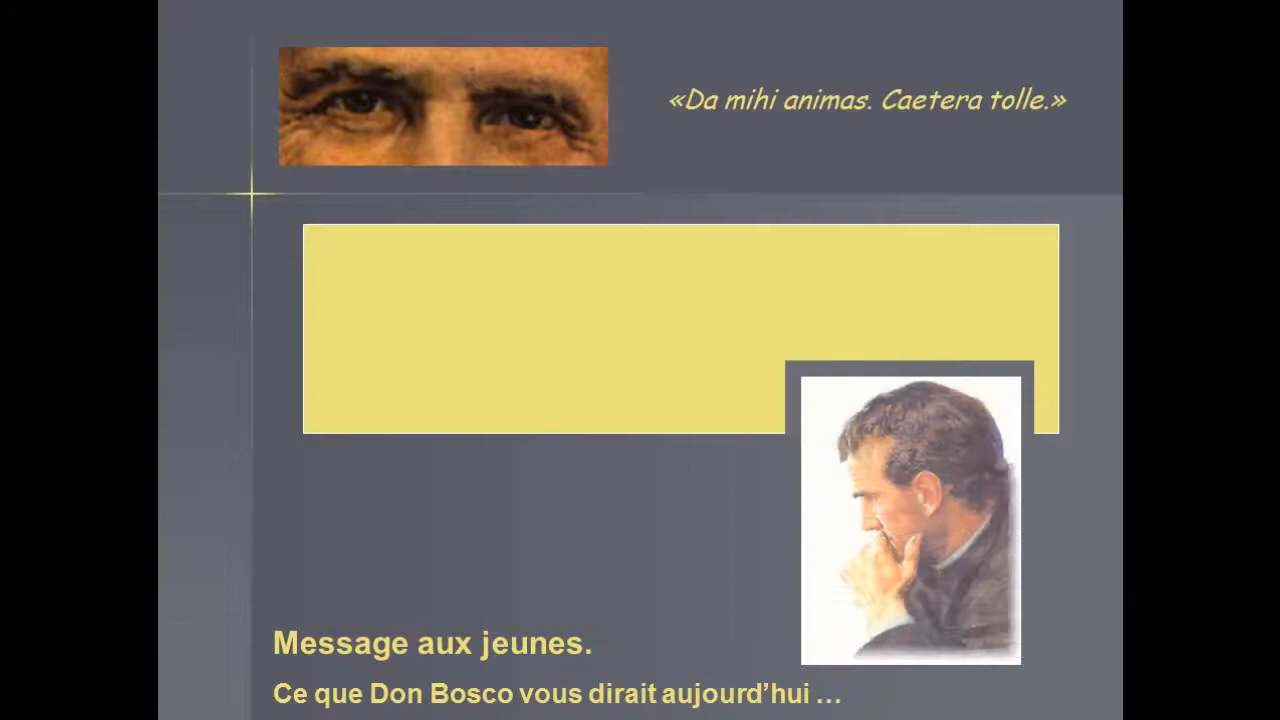 «Da mihi animas. Caetera tolle.»
Message aux jeunes.
Ce que Don Bosco vous dirait aujourd’hui …